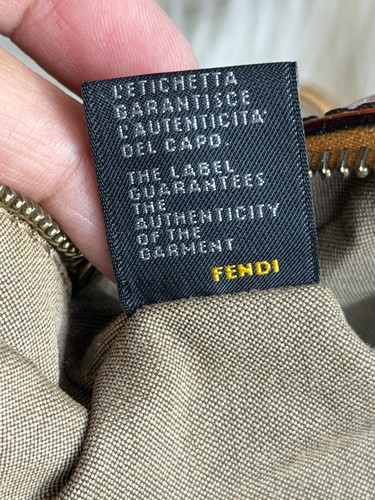 L'ETICHETTA
GARANTISCE
L'AUTENTICITA'
DEL CAPO.
THE LABEL
GUARANTEES
THE
AUTHENTICITY
OF THE
GARMENT
FENDI